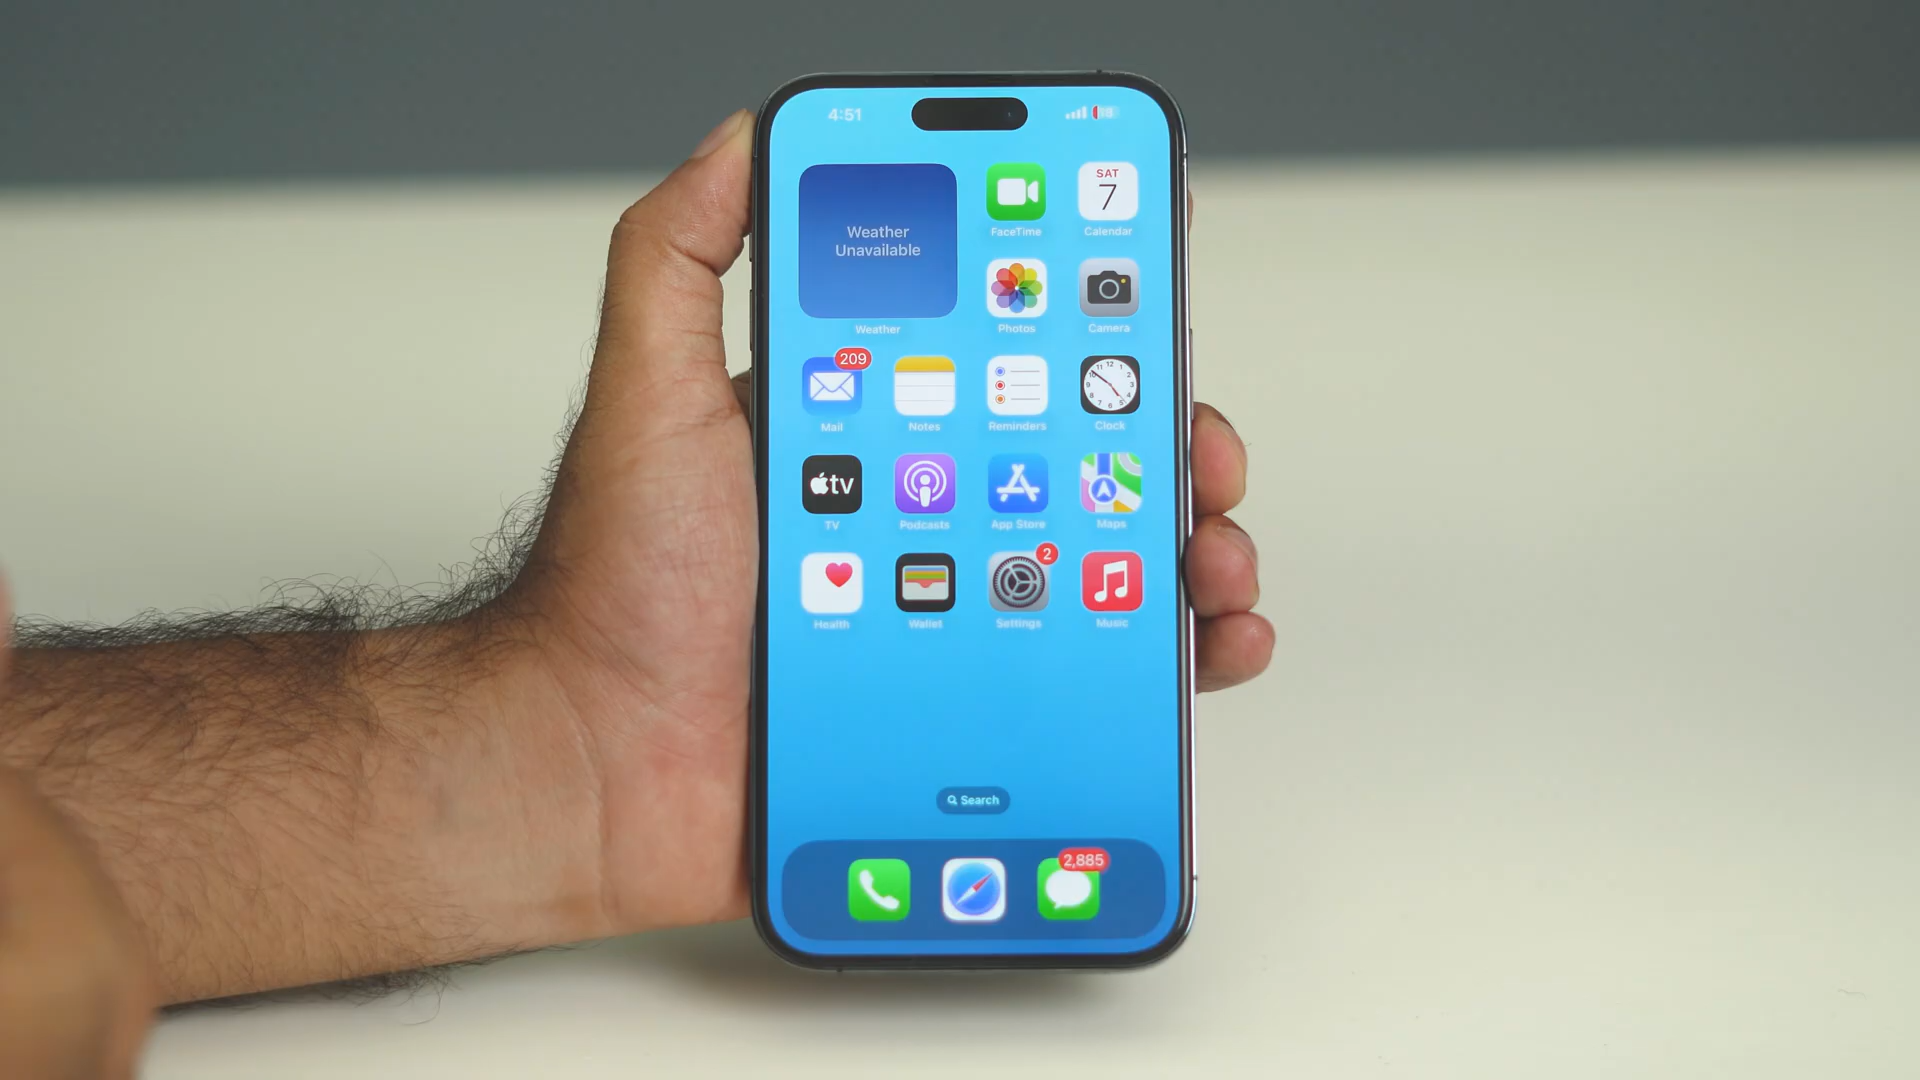 4:51
18
Weather
Unavailable
Weather
FaceTime
SAT
7
Calendar
Photos
Camera
209
Mail
Notes
Reminders
Clock
tv
TV
Podcasts
App Store
Maps
Health
Wallet
2
Settings
Music
Search
2,885